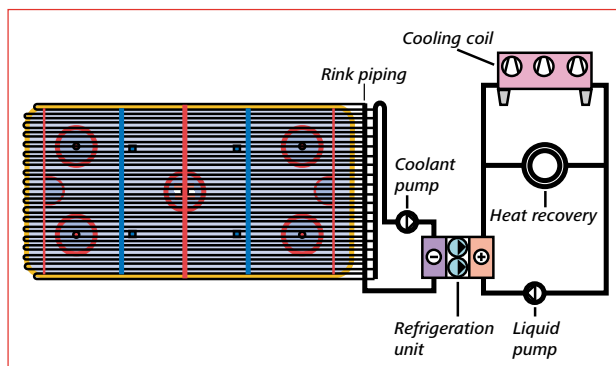 Cooling coil
Rink piping
Coolant
pump
Heat recovery
Refrigeration
unit
Liquid
pump